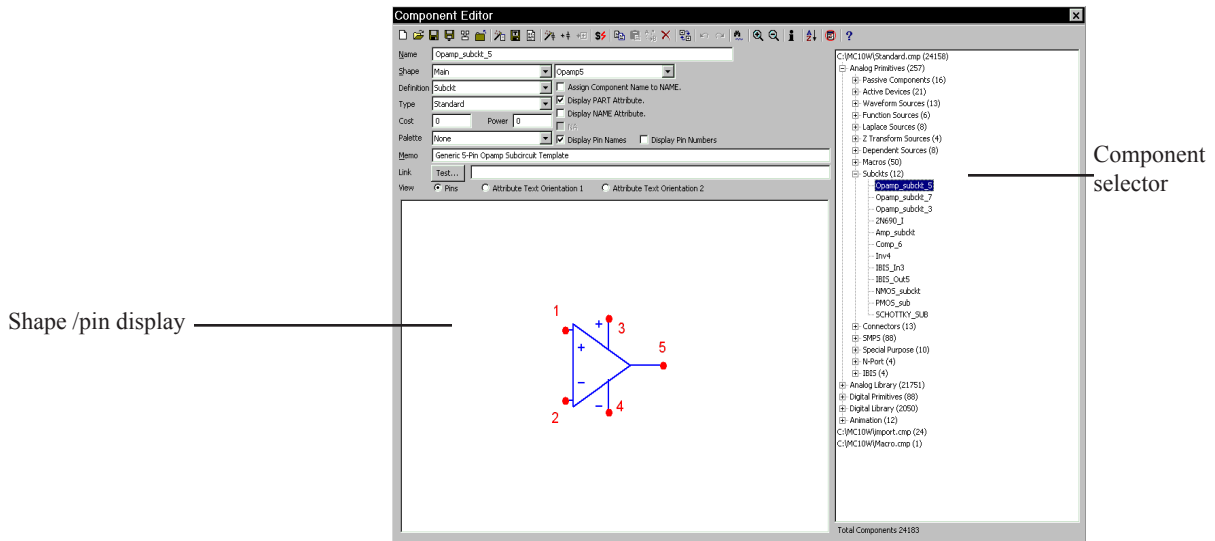 Component Editor
Name Opamp_subckt_5
Shape Main Opamp5
Definition Subckt Assign Component Name to NAME.
Type Standard Display PART Attribute.
Display NAME Attribute.
Cost 0 Power 0
NA
Palette None Display Pin Names Display Pin Numbers
Memo Generic 5-Pin Opamp Subcircuit Template
Link Test...
View Pins Attribute Text Orientation 1 Attribute Text Orientation 2
1
+
3
+
5
−
2
−
4
Shape /pin display
C:\MC10W\Standard.cmp (24158)
Analog Primitives (257)
Passive Components (16)
Active Devices (21)
Waveform Sources (13)
Function Sources (6)
Laplace Sources (8)
Z Transform Sources (4)
Dependent Sources (8)
Macros (50)
Subckts (12)
Opamp_subckt_5
Opamp_subckt_7
Opamp_subckt_3
2N690_I
Amp_subckt
Comp_6
Inv4
IBIS_In3
IBIS_Out5
NMOS_subckt
PMOS_sub
SCHOTTKY_SUB
Connectors (13)
SMPS (88)
Special Purpose (10)
N-Port (4)
IBIS (4)
Analog Library (21751)
Digital Primitives (88)
Digital Library (2050)
Animation (12)
C:\MC10W\import.cmp (24)
C:\MC10W\Macro.cmp (1)
Total Components 24183
Component
selector